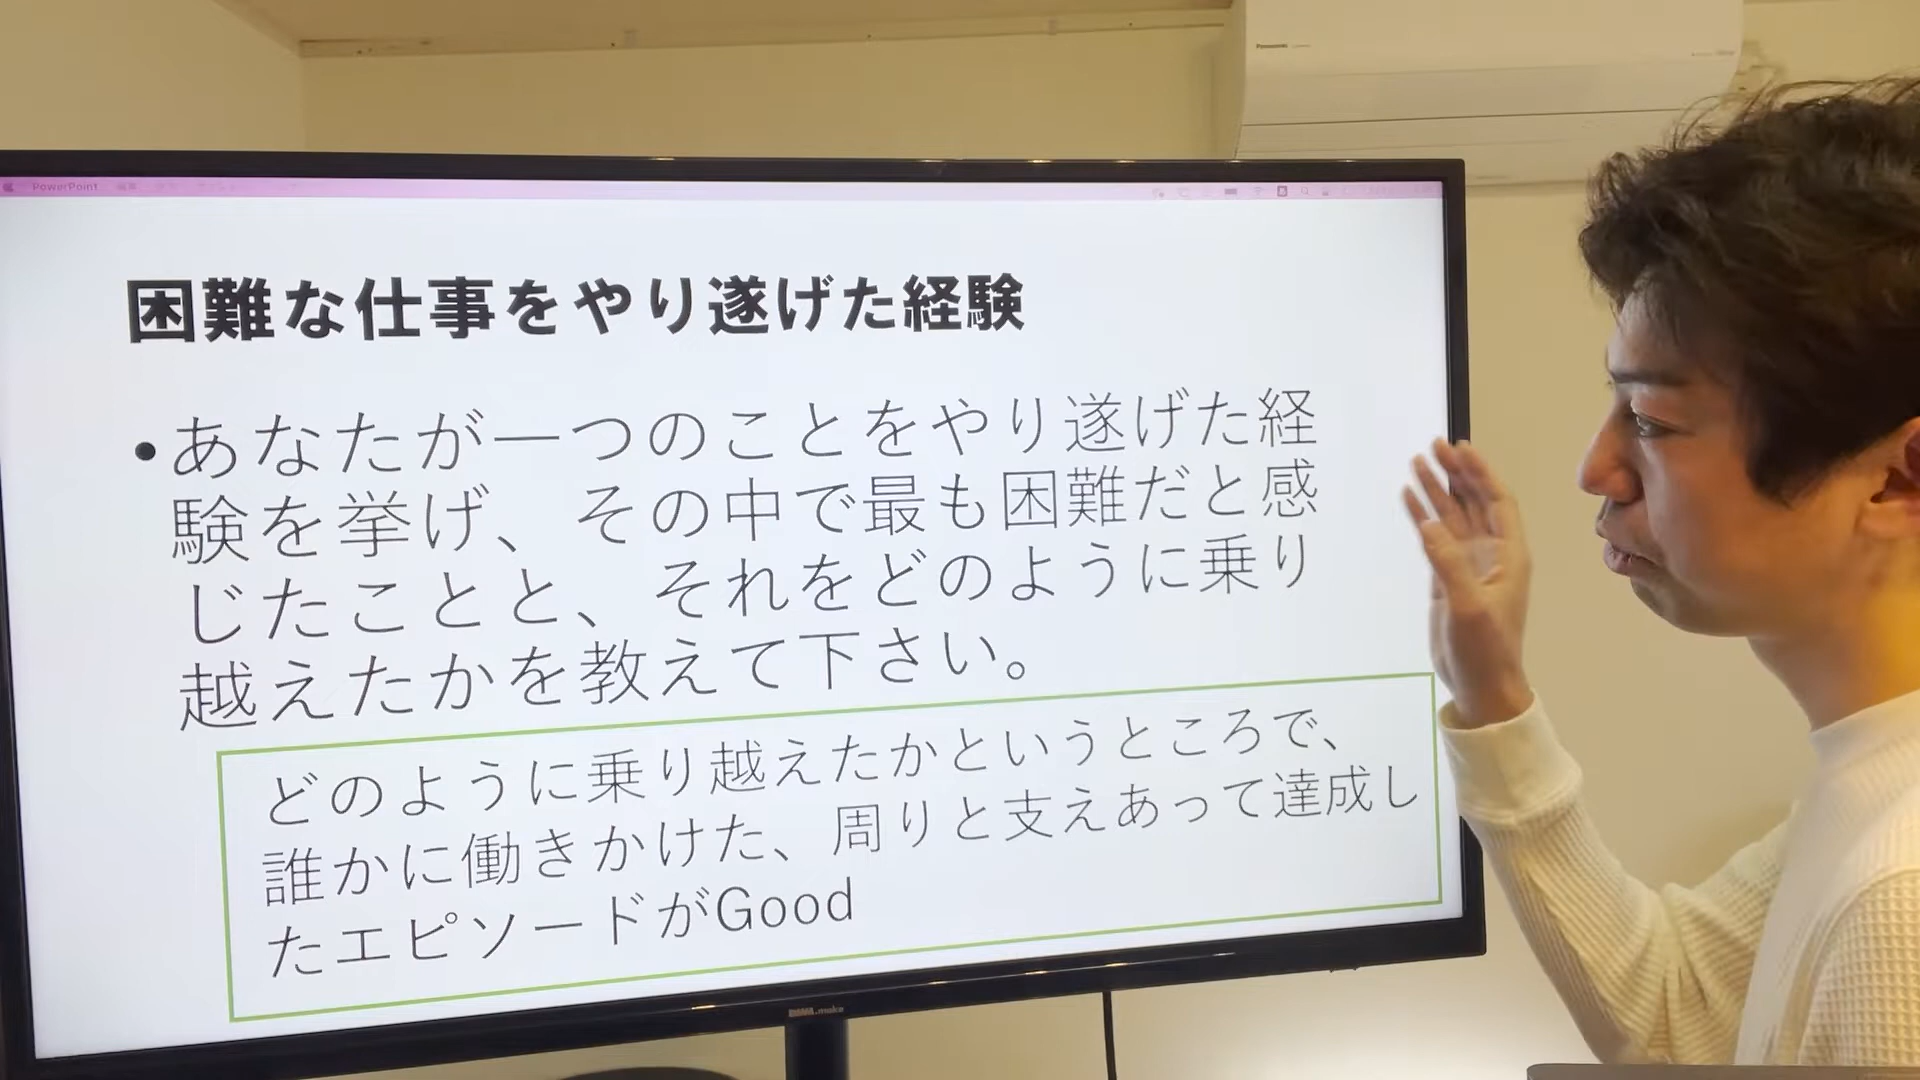 Panasonic
PowerPoint
困難な仕事をやり遂げた経験
•あなたが一つのことをやり遂げた経
験を挙げ、その中で最も困難だと感
じたことと、それをどのように乗り
越えたかを教えて下さい。
どのように乗り越えたかというところで、
誰かに働きかけた、周りと支えあって達成し
たエピソードがGood